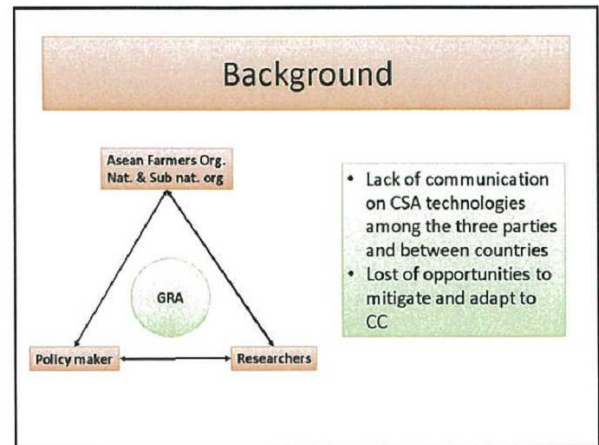 Background
Asean Farmers Org.
Nat. & Sub nat. org
GRA
Policy maker
Researchers
• Lack of communication
on CSA technologies
among the three parties
and between countries
• Lost of opportunities to
mitigate and adapt to
CC